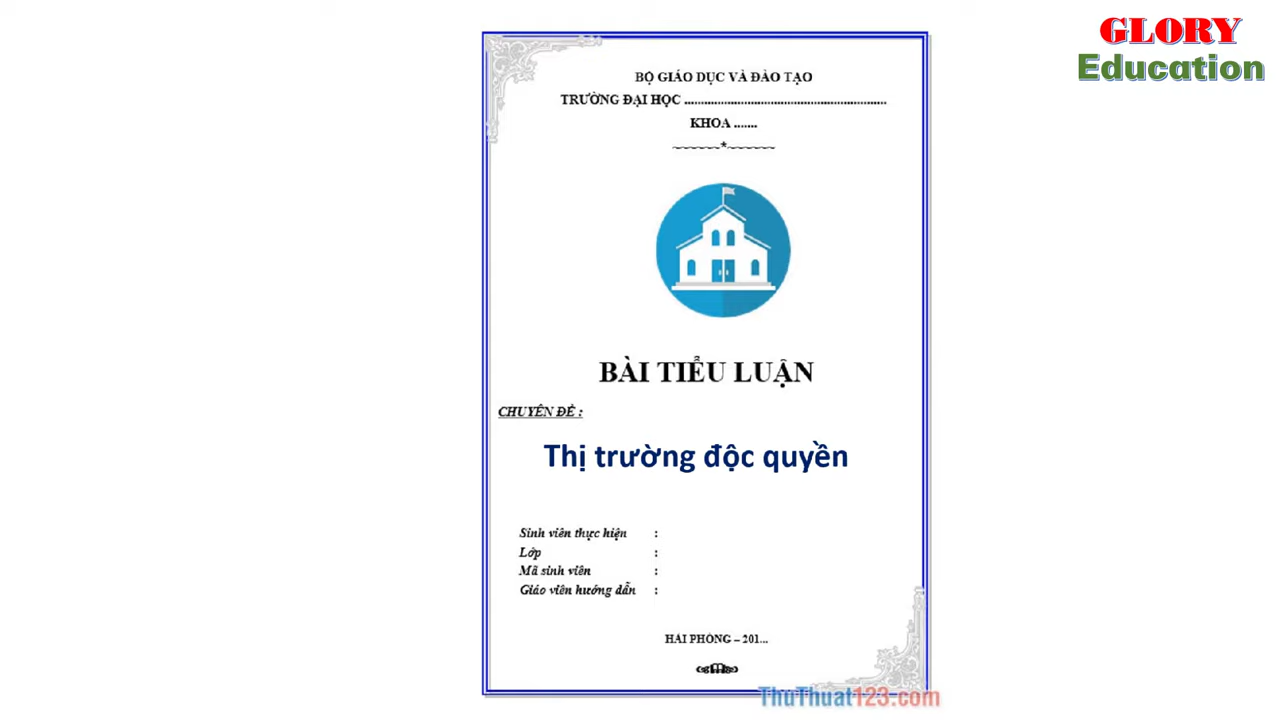 GLORY
Education
BỘ GIÁO DỤC VÀ ĐÀO TẠO
TRƯỜNG ĐẠI HỌC ..............................................................
KHOA .......
~~~~~~*~~~~~~
BÀI TIỂU LUẬN
CHUYÊN ĐỀ :
Thị trường độc quyền
Sinh viên thực hiện :
Lớp :
Mã sinh viên :
Giáo viên hướng dẫn :
HẢI PHÒNG – 201...
ThuThuat123.com